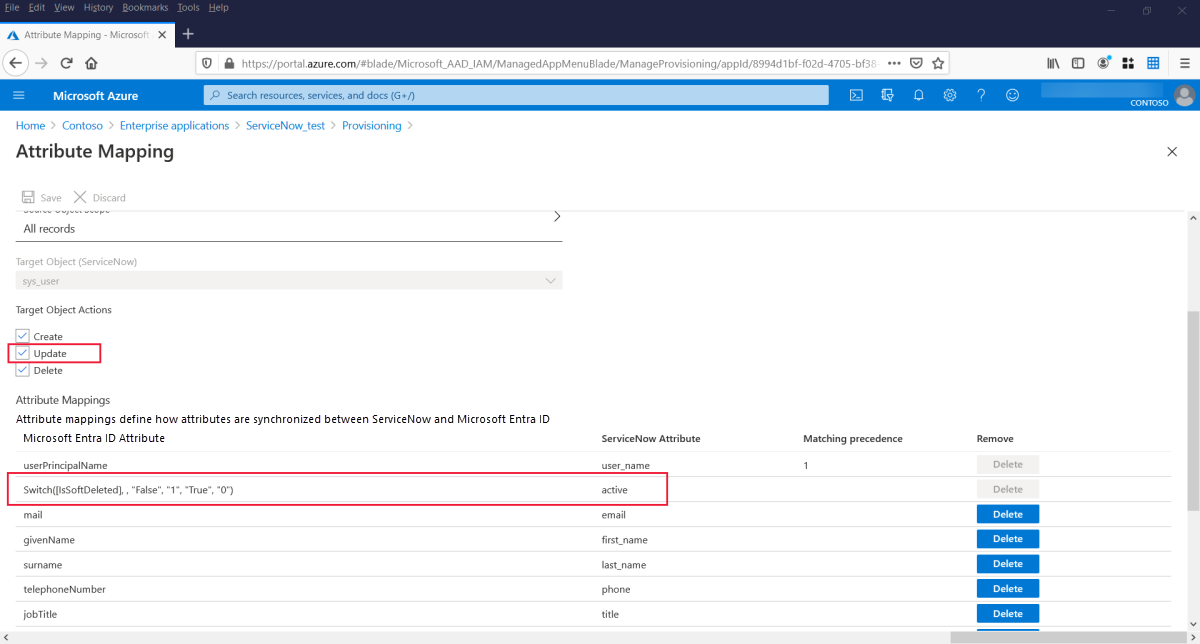 File Edit View History Bookmarks Tools Help
Attribute Mapping - Microsoft
https://portal.azure.com/#blade/Microsoft_AAD_IAM/ManagedAppMenuBlade/ManageProvisioning/appId/8994d1bf-f02d-4705-bf38
Microsoft Azure
Search resources, services, and docs (G+/)
CONTOSO
Home > Contoso > Enterprise applications > ServiceNow_test > Provisioning >
Attribute Mapping
Save Discard
Source Object Scope
All records
Target Object (ServiceNow)
sys_user
Target Object Actions
Create
Update
Delete
Attribute Mappings
Attribute mappings define how attributes are synchronized between ServiceNow and Microsoft Entra ID
Microsoft Entra ID Attribute ServiceNow Attribute Matching precedence Remove
userPrincipalName user_name 1 Delete
Switch([IsSoftDeleted], , "False", "1", "True", "0") active Delete
mail email Delete
givenName first_name Delete
surname last_name Delete
telephoneNumber phone Delete
jobTitle title Delete